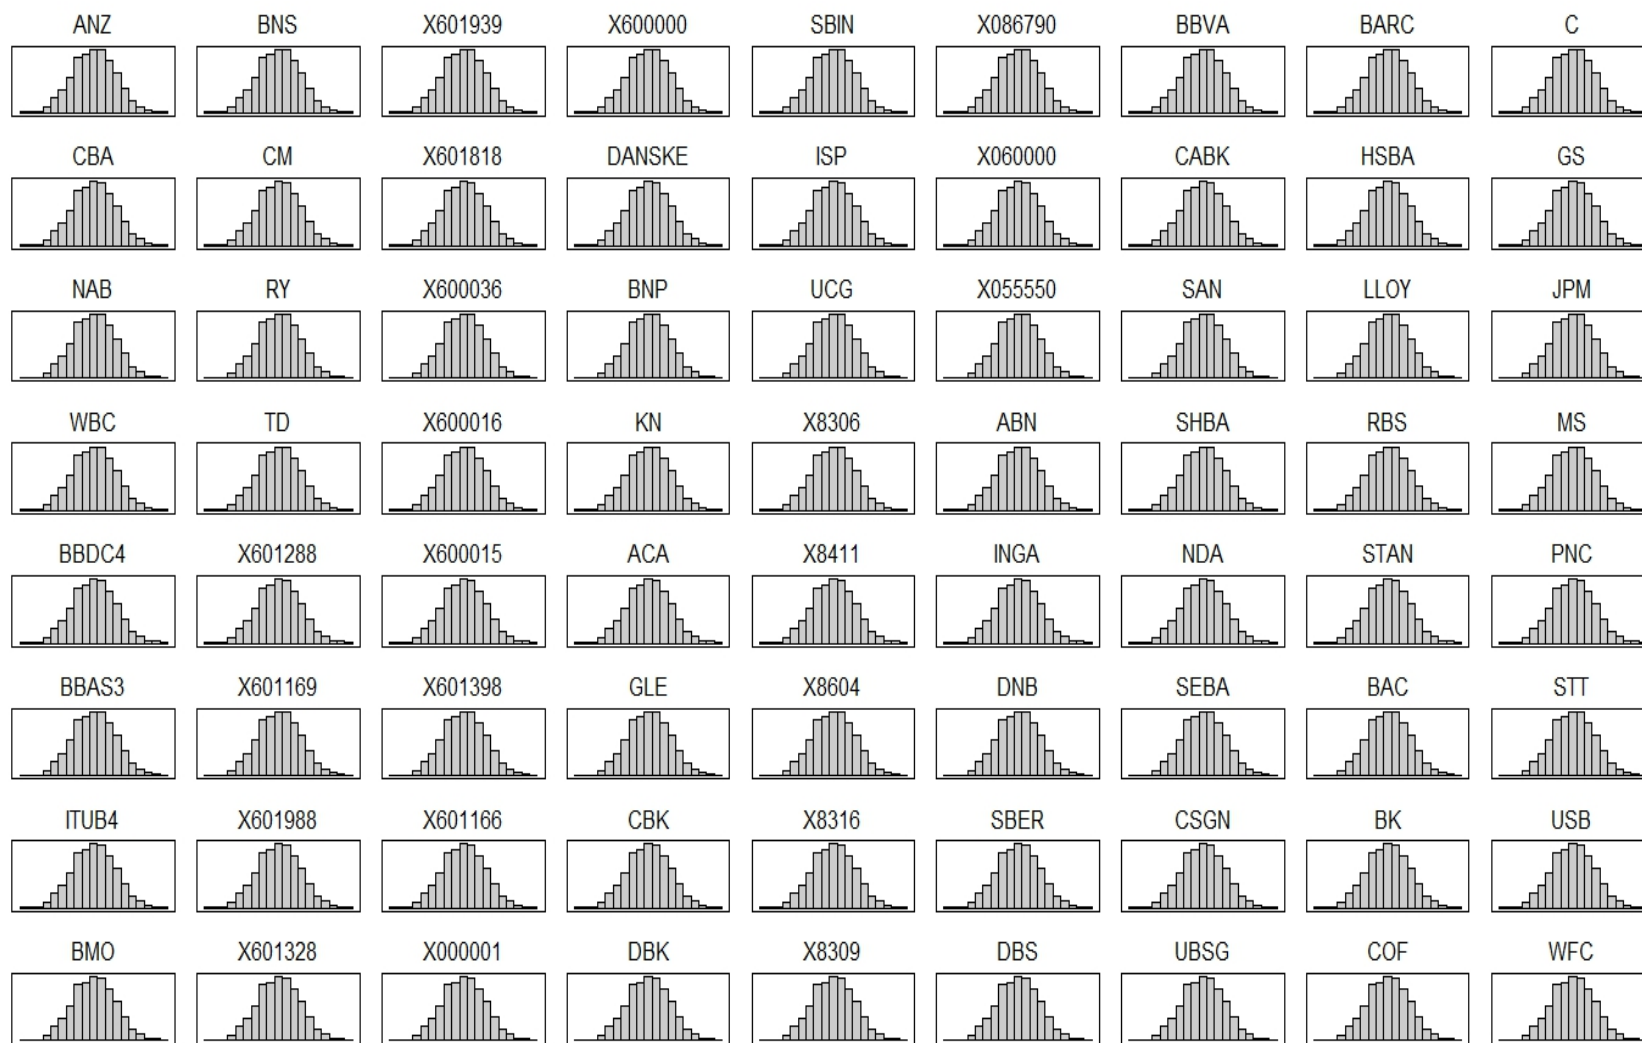 ANZ BNS X601939 X600000 SBIN X086790 BBVA BARC C
CBA CM X601818 DANSKE ISP X060000 CABK HSBA GS
NAB RY X600036 BNP UCG X055550 SAN LLOY JPM
WBC TD X600016 KN X8306 ABN SHBA RBS MS
BBDC4 X601288 X600015 ACA X8411 INGA NDA STAN PNC
BBAS3 X601169 X601398 GLE X8604 DNB SEBA BAC STT
ITUB4 X601988 X601166 CBK X8316 SBER CSGN BK USB
BMO X601328 X000001 DBK X8309 DBS UBSG COF WFC